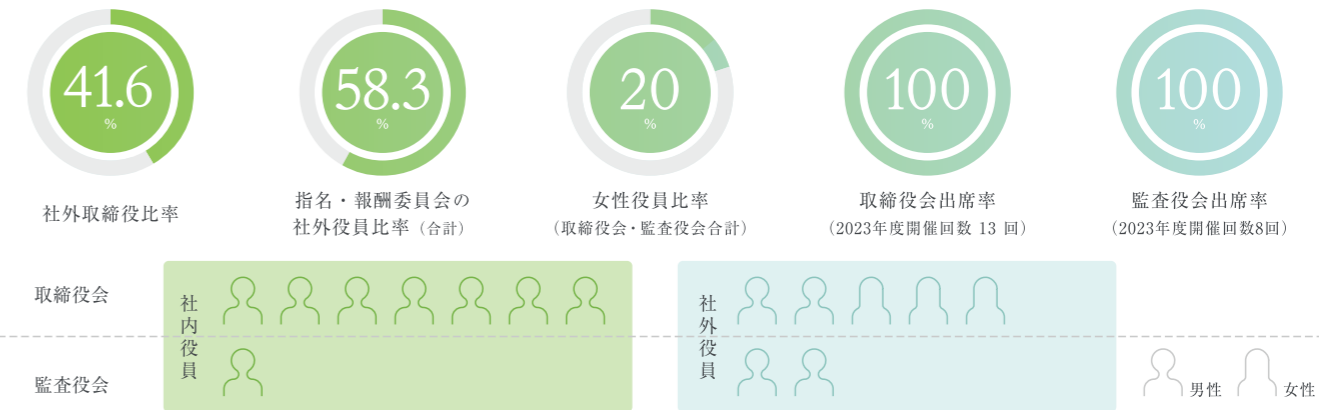 41.6
%
社外取締役比率
58.3
%
指名・報酬委員会の
社外役員比率（合計）
20
%
女性役員比率
（取締役会・監査役会合計）
100
%
取締役会出席率
（2023年度開催回数 13 回）
100
%
監査役会出席率
（2023年度開催回数8回）
取締役会
社内役員
社外役員
監査役会
男性
女性